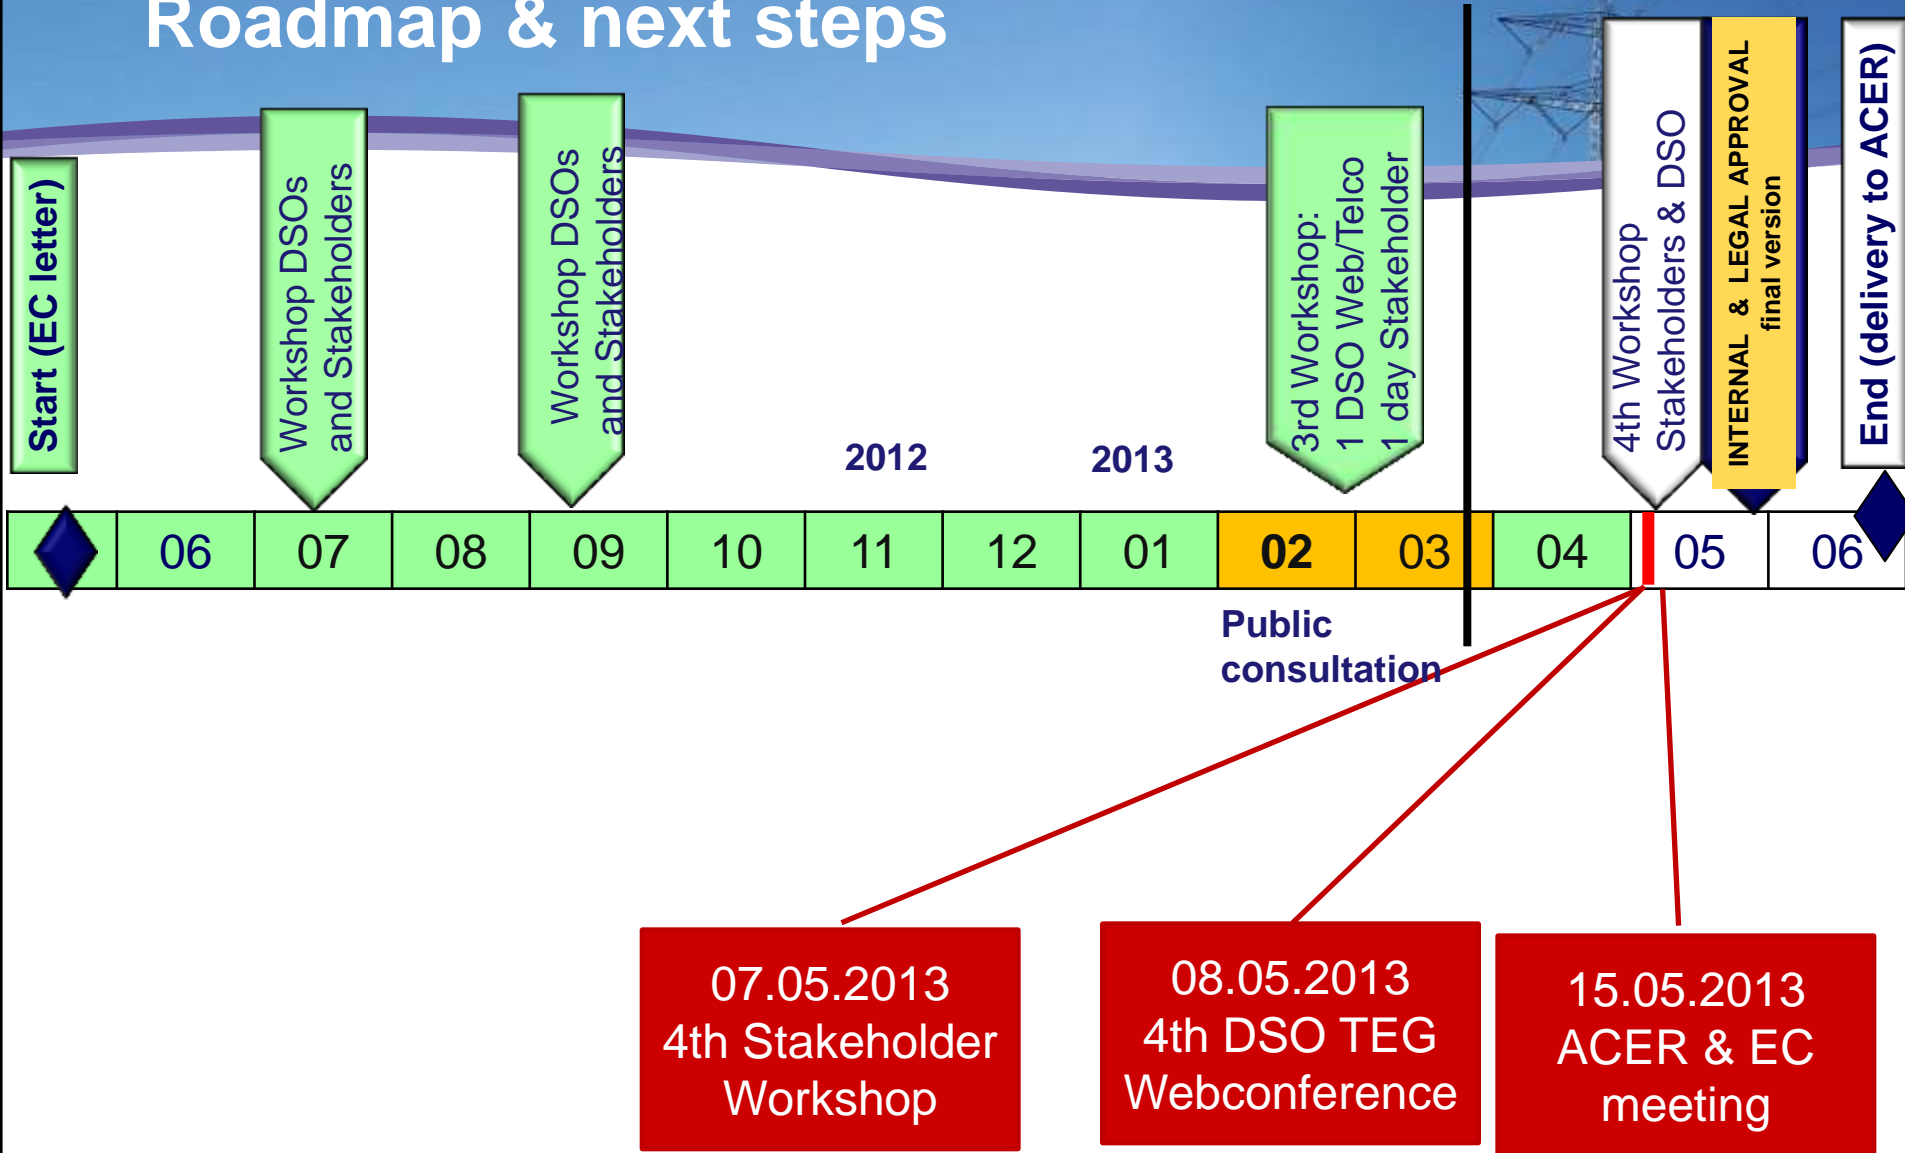 Roadmap & next steps
Start (EC letter)
Workshop DSOs
and Stakeholders
Workshop DSOs
and Stakeholders
3rd Workshop:
1 DSO Web/Telco
1 day Stakeholder
4th Workshop
Stakeholders & DSO
INTERNAL & LEGAL APPROVAL
final version
End (delivery to ACER)
2012
2013
06
07
08
09
10
11
12
01
02
03
04
05
06
Public
consultation
07.05.2013
4th Stakeholder
Workshop
08.05.2013
4th DSO TEG
Webconference
15.05.2013
ACER & EC
meeting